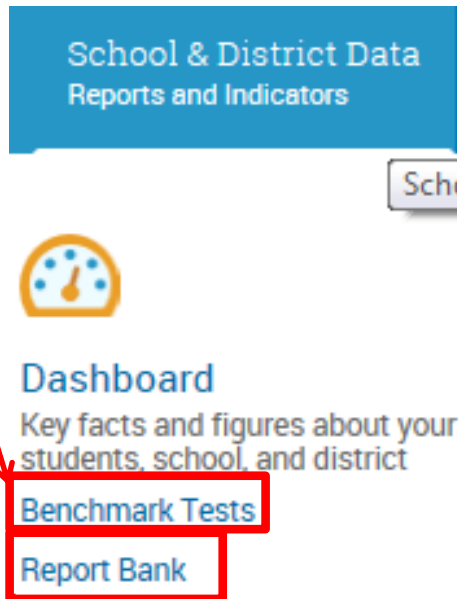 School & District Data
Reports and Indicators
Dashboard
Key facts and figures about your
students, school, and district
Benchmark Tests
Report Bank